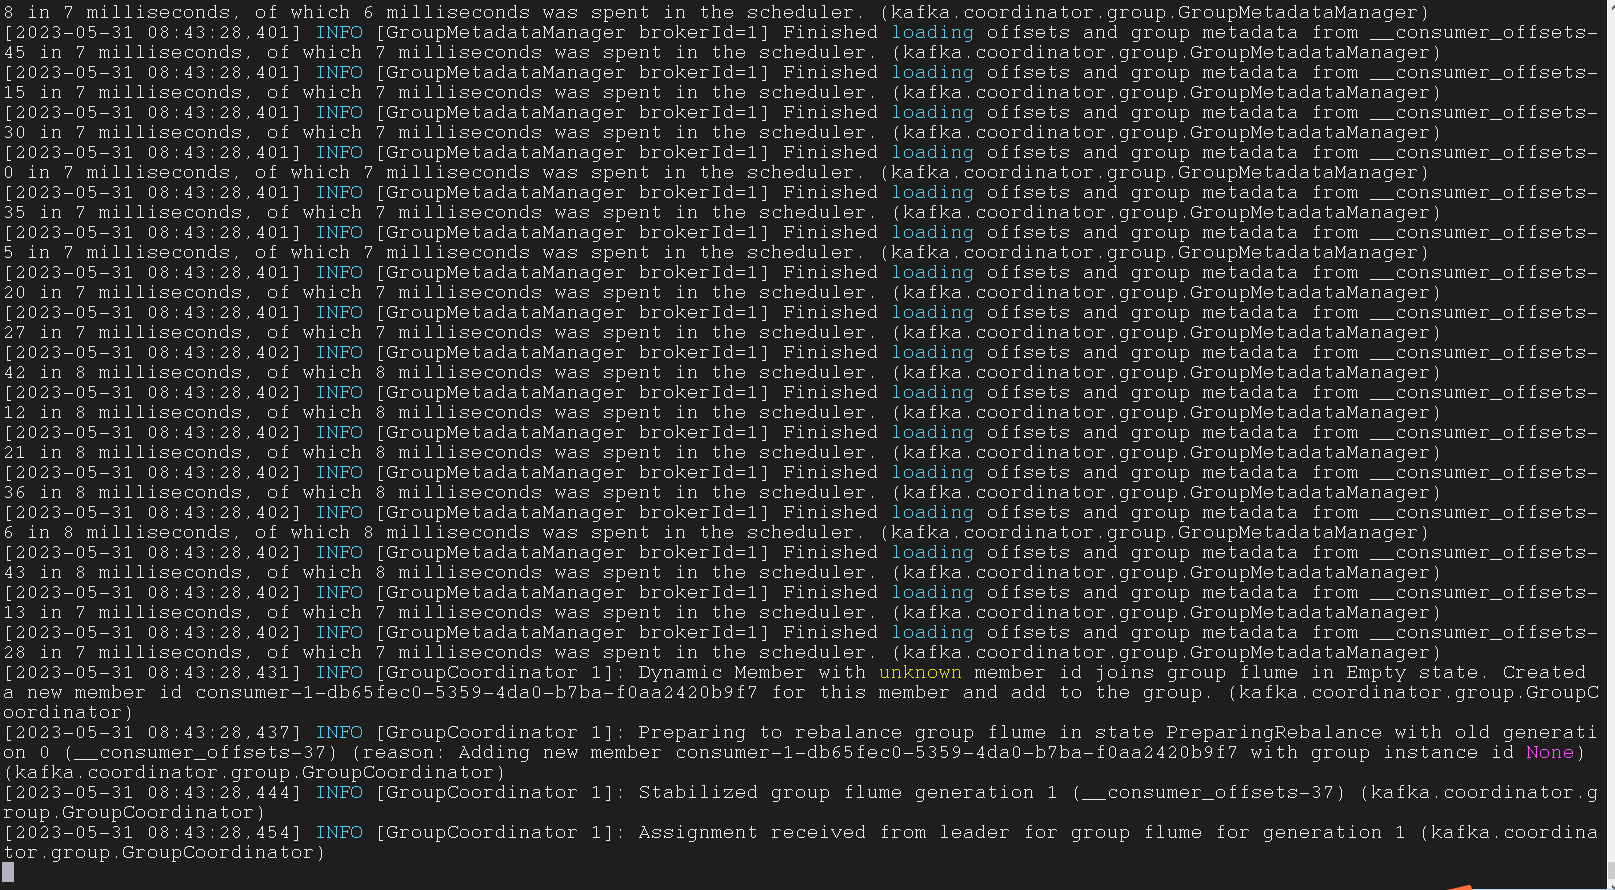 8 in 7 milliseconds, of which 6 milliseconds was spent in the scheduler. (kafka.coordinator.group.GroupMetadataManager)
[2023-05-31 08:43:28,401] INFO [GroupMetadataManager brokerId=1] Finished loading offsets and group metadata from __consumer_offsets-
45 in 7 milliseconds, of which 7 milliseconds was spent in the scheduler. (kafka.coordinator.group.GroupMetadataManager)
[2023-05-31 08:43:28,401] INFO [GroupMetadataManager brokerId=1] Finished loading offsets and group metadata from __consumer_offsets-
15 in 7 milliseconds, of which 7 milliseconds was spent in the scheduler. (kafka.coordinator.group.GroupMetadataManager)
[2023-05-31 08:43:28,401] INFO [GroupMetadataManager brokerId=1] Finished loading offsets and group metadata from __consumer_offsets-
30 in 7 milliseconds, of which 7 milliseconds was spent in the scheduler. (kafka.coordinator.group.GroupMetadataManager)
[2023-05-31 08:43:28,401] INFO [GroupMetadataManager brokerId=1] Finished loading offsets and group metadata from __consumer_offsets-
0 in 7 milliseconds, of which 7 milliseconds was spent in the scheduler. (kafka.coordinator.group.GroupMetadataManager)
[2023-05-31 08:43:28,401] INFO [GroupMetadataManager brokerId=1] Finished loading offsets and group metadata from __consumer_offsets-
35 in 7 milliseconds, of which 7 milliseconds was spent in the scheduler. (kafka.coordinator.group.GroupMetadataManager)
[2023-05-31 08:43:28,401] INFO [GroupMetadataManager brokerId=1] Finished loading offsets and group metadata from __consumer_offsets-
5 in 7 milliseconds, of which 7 milliseconds was spent in the scheduler. (kafka.coordinator.group.GroupMetadataManager)
[2023-05-31 08:43:28,401] INFO [GroupMetadataManager brokerId=1] Finished loading offsets and group metadata from __consumer_offsets-
20 in 7 milliseconds, of which 7 milliseconds was spent in the scheduler. (kafka.coordinator.group.GroupMetadataManager)
[2023-05-31 08:43:28,401] INFO [GroupMetadataManager brokerId=1] Finished loading offsets and group metadata from __consumer_offsets-
27 in 7 milliseconds, of which 7 milliseconds was spent in the scheduler. (kafka.coordinator.group.GroupMetadataManager)
[2023-05-31 08:43:28,402] INFO [GroupMetadataManager brokerId=1] Finished loading offsets and group metadata from __consumer_offsets-
42 in 8 milliseconds, of which 8 milliseconds was spent in the scheduler. (kafka.coordinator.group.GroupMetadataManager)
[2023-05-31 08:43:28,402] INFO [GroupMetadataManager brokerId=1] Finished loading offsets and group metadata from __consumer_offsets-
12 in 8 milliseconds, of which 8 milliseconds was spent in the scheduler. (kafka.coordinator.group.GroupMetadataManager)
[2023-05-31 08:43:28,402] INFO [GroupMetadataManager brokerId=1] Finished loading offsets and group metadata from __consumer_offsets-
21 in 8 milliseconds, of which 8 milliseconds was spent in the scheduler. (kafka.coordinator.group.GroupMetadataManager)
[2023-05-31 08:43:28,402] INFO [GroupMetadataManager brokerId=1] Finished loading offsets and group metadata from __consumer_offsets-
36 in 8 milliseconds, of which 8 milliseconds was spent in the scheduler. (kafka.coordinator.group.GroupMetadataManager)
[2023-05-31 08:43:28,402] INFO [GroupMetadataManager brokerId=1] Finished loading offsets and group metadata from __consumer_offsets-
6 in 8 milliseconds, of which 8 milliseconds was spent in the scheduler. (kafka.coordinator.group.GroupMetadataManager)
[2023-05-31 08:43:28,402] INFO [GroupMetadataManager brokerId=1] Finished loading offsets and group metadata from __consumer_offsets-
43 in 8 milliseconds, of which 8 milliseconds was spent in the scheduler. (kafka.coordinator.group.GroupMetadataManager)
[2023-05-31 08:43:28,402] INFO [GroupMetadataManager brokerId=1] Finished loading offsets and group metadata from __consumer_offsets-
13 in 7 milliseconds, of which 7 milliseconds was spent in the scheduler. (kafka.coordinator.group.GroupMetadataManager)
[2023-05-31 08:43:28,402] INFO [GroupMetadataManager brokerId=1] Finished loading offsets and group metadata from __consumer_offsets-
28 in 7 milliseconds, of which 7 milliseconds was spent in the scheduler. (kafka.coordinator.group.GroupMetadataManager)
[2023-05-31 08:43:28,431] INFO [GroupCoordinator 1]: Dynamic Member with unknown member id joins group flume in Empty state. Created
a new member id consumer-1-db65fec0-5359-4da0-b7ba-f0aa2420b9f7 for this member and add to the group. (kafka.coordinator.group.GroupC
oordinator)
[2023-05-31 08:43:28,437] INFO [GroupCoordinator 1]: Preparing to rebalance group flume in state PreparingRebalance with old generati
on 0 (__consumer_offsets-37) (reason: Adding new member consumer-1-db65fec0-5359-4da0-b7ba-f0aa2420b9f7 with group instance id None)
(kafka.coordinator.group.GroupCoordinator)
[2023-05-31 08:43:28,444] INFO [GroupCoordinator 1]: Stabilized group flume generation 1 (__consumer_offsets-37) (kafka.coordinator.g
roup.GroupCoordinator)
[2023-05-31 08:43:28,454] INFO [GroupCoordinator 1]: Assignment received from leader for group flume for generation 1 (kafka.coordina
tor.group.GroupCoordinator)